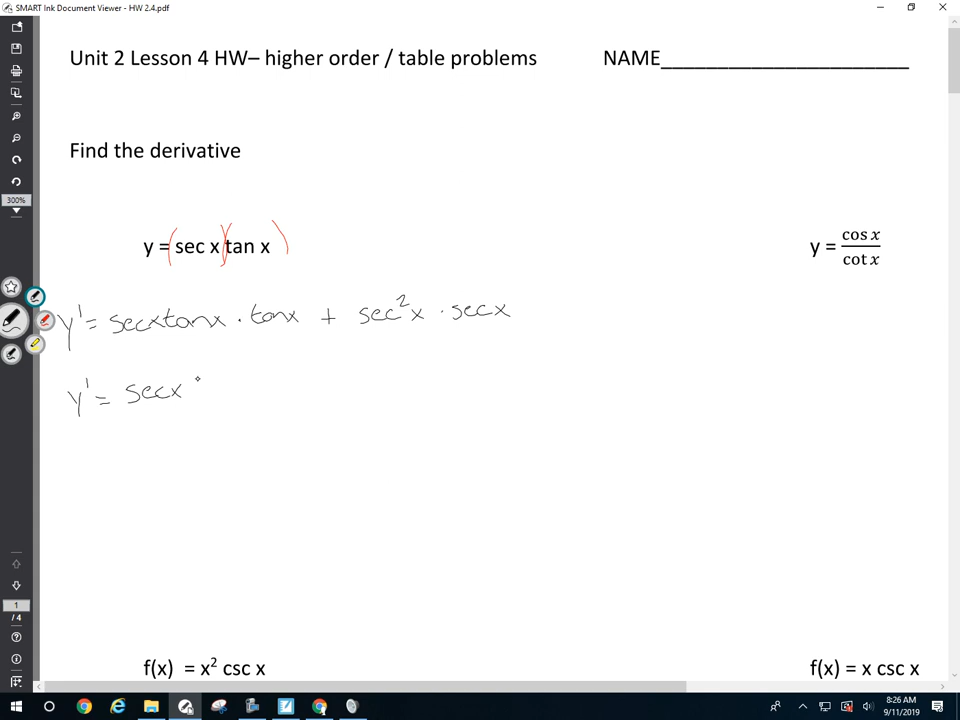 SMART Ink Document Viewer - HW 2.4.pdf
Unit 2 Lesson 4 HW– higher order / table problems NAME______________________
Find the derivative
y = (sec x)(tan x)
y = cos x / cot x
y' = secxtanx · tanx + sec²x · secx
y' = secx
300%
1
/ 4
f(x) = x² csc x
f(x) = x csc x
8:26 AM
9/11/2019